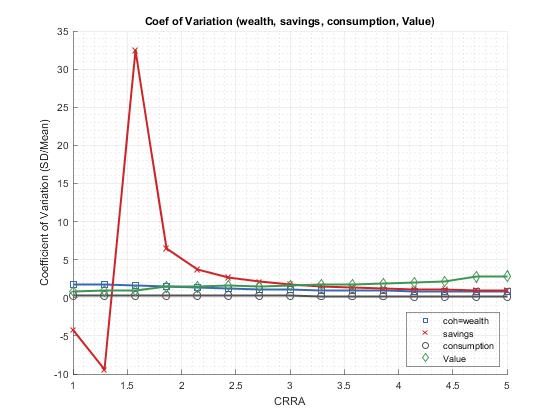 Coef of Variation (wealth, savings, consumption, Value)
35
30
25
20
15
10
5
0
-5
-10
Coefficient of Variation (SD/Mean)
1 1.5 2 2.5 3 3.5 4 4.5 5
CRRA
coh=wealth
savings
consumption
Value